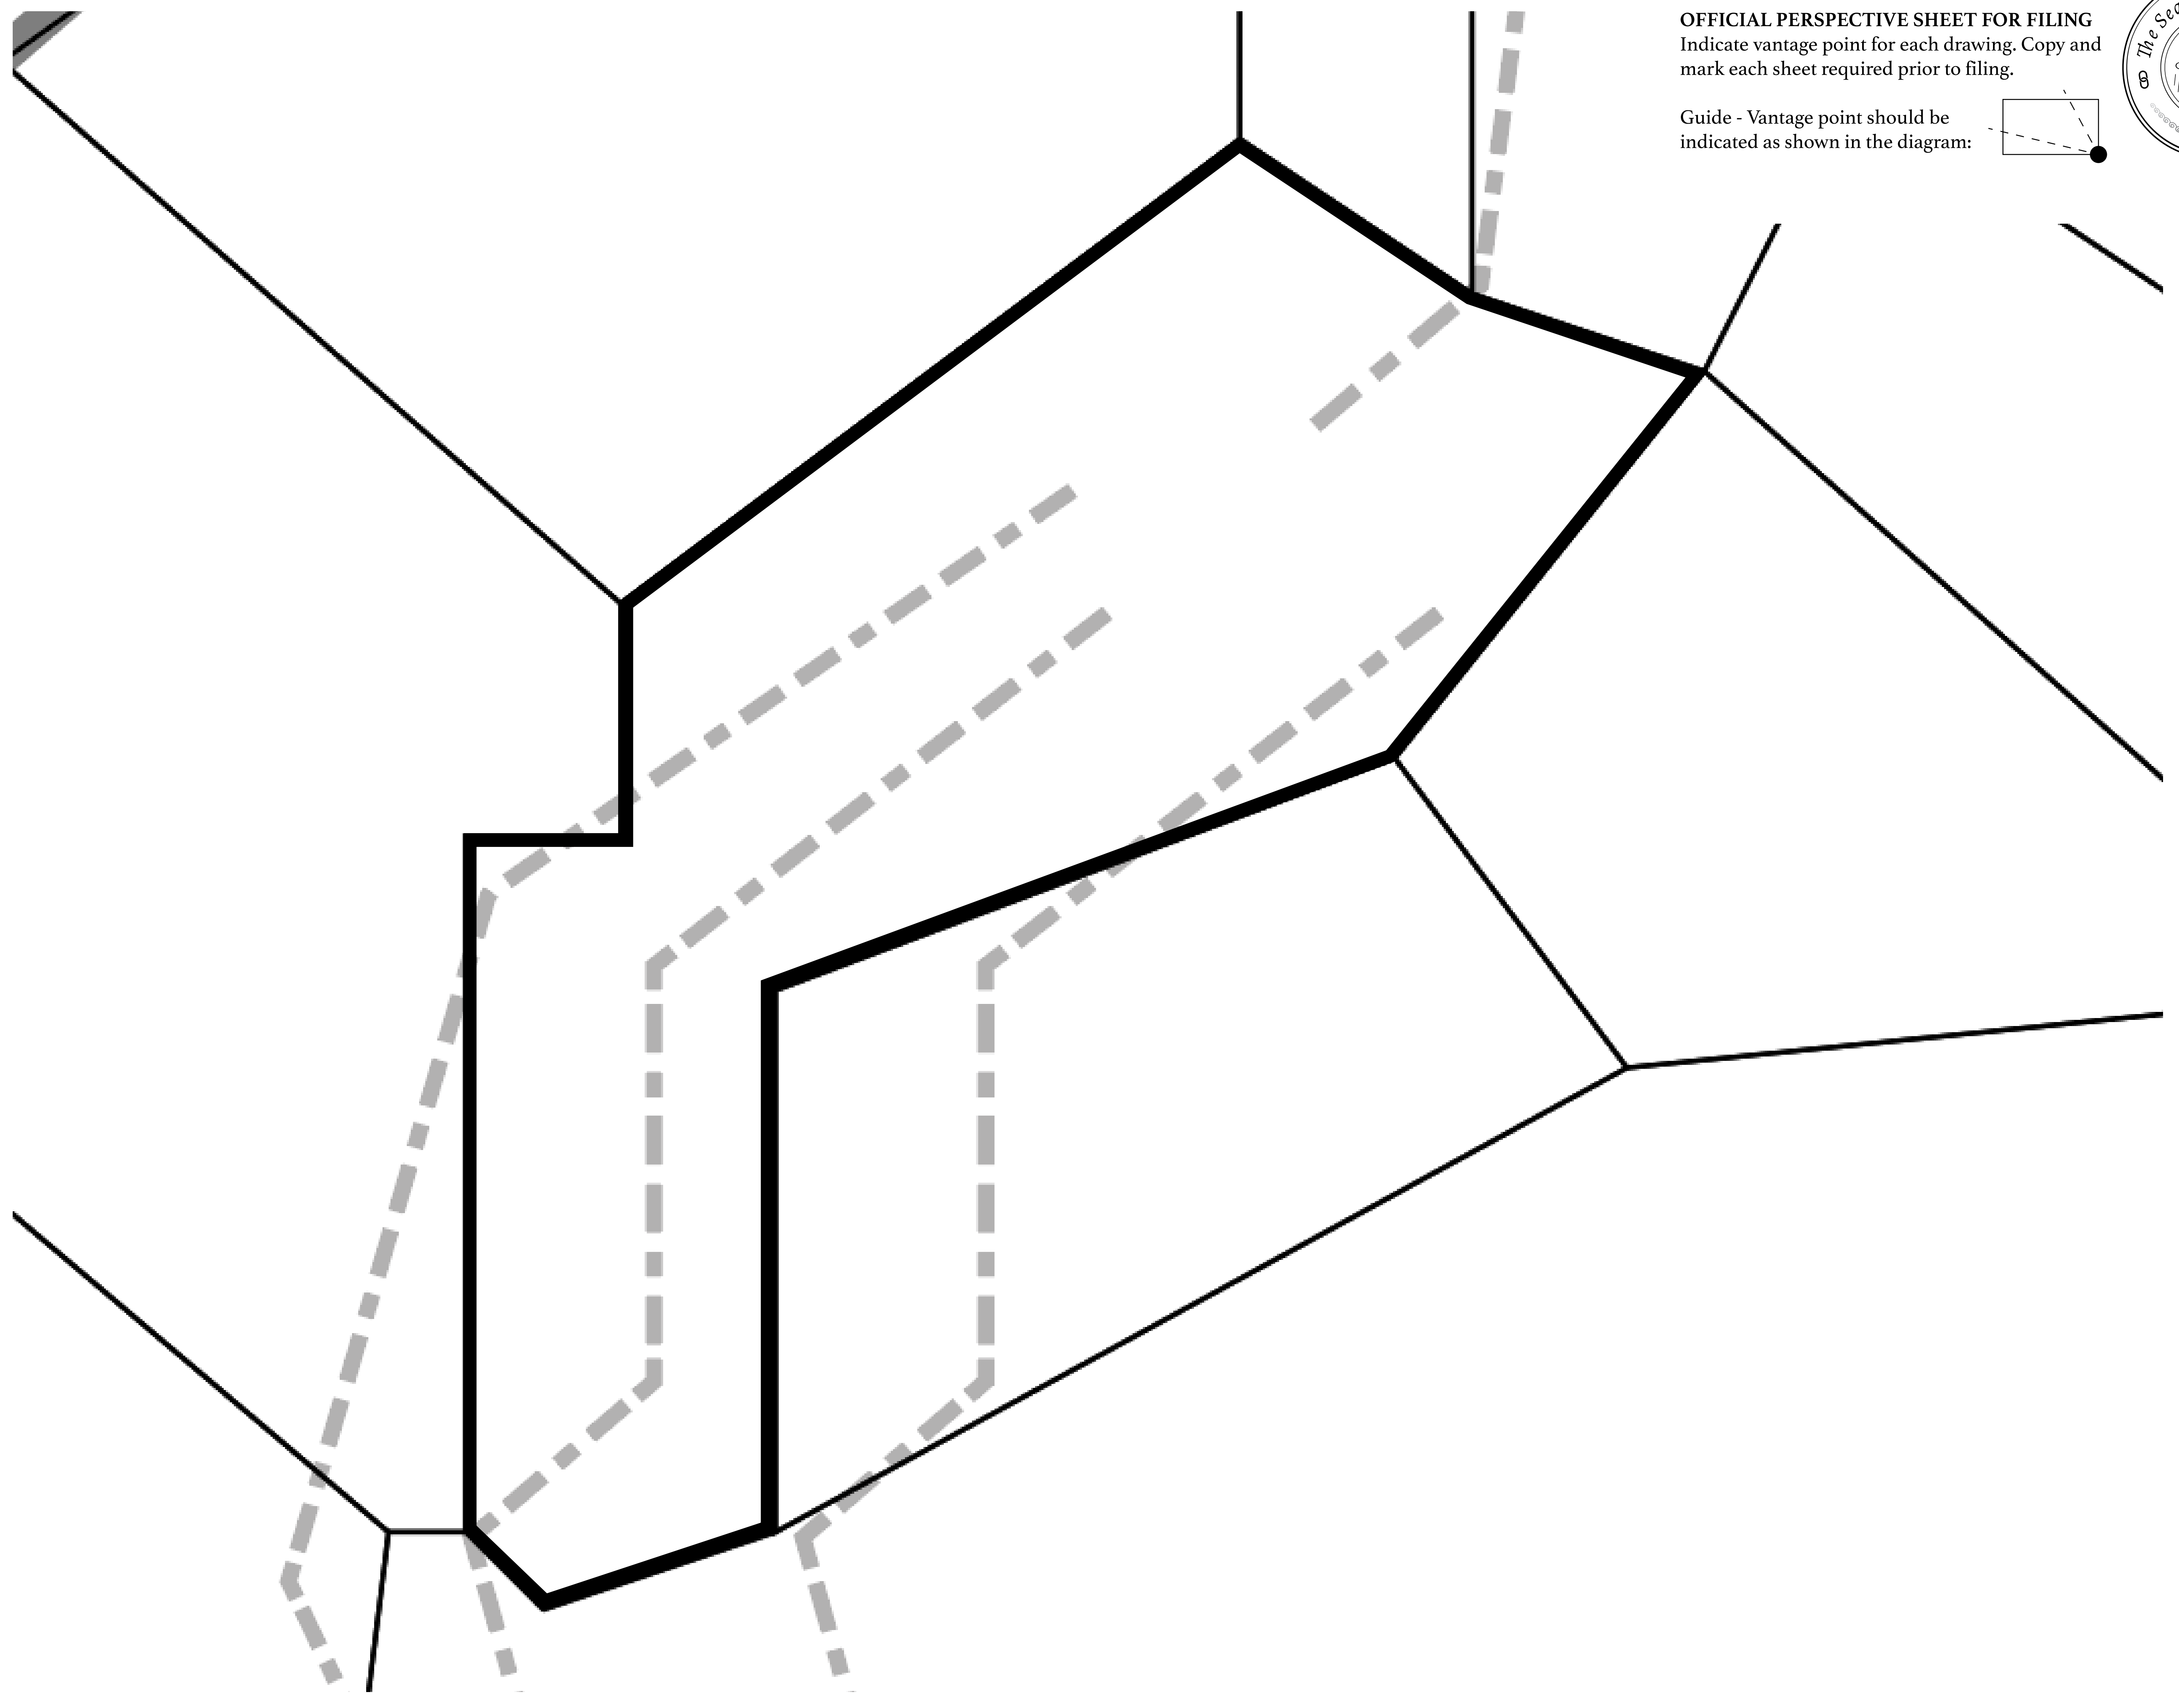 OFFICIAL PERSPECTIVE SHEET FOR FILING
Indicate vantage point for each drawing. Copy and
mark each sheet required prior to filing.
Guide - Vantage point should be
indicated as shown in the diagram:
The